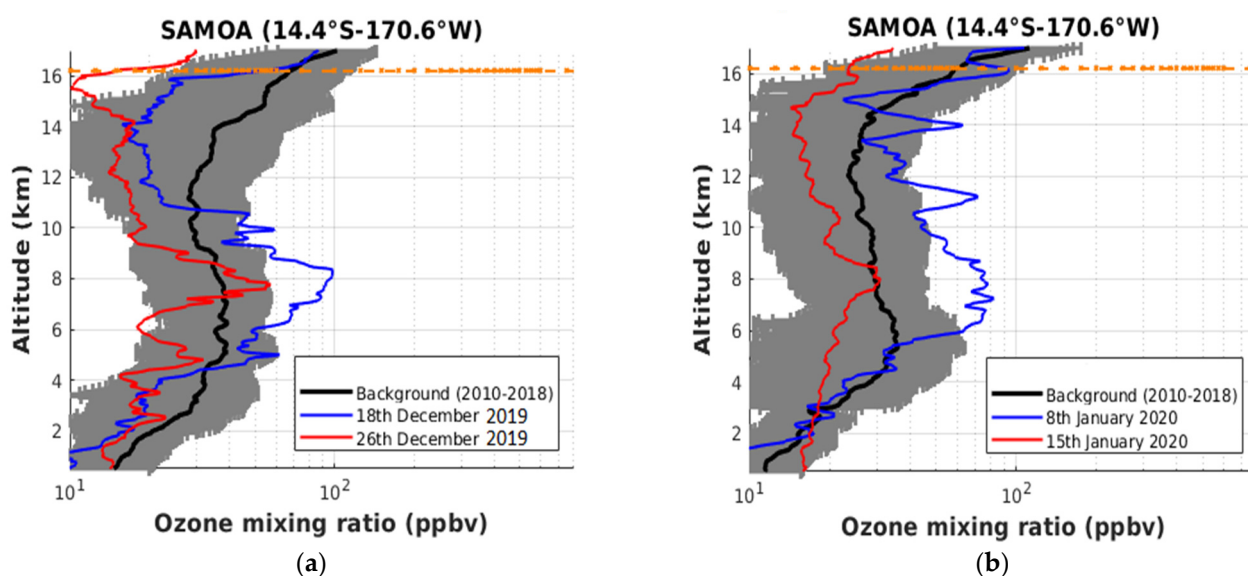 SAMOA (14.4°S-170.6°W)
16
14
12
10
8
6
4
2
Altitude (km)
Background (2010-2018)
18th December 2019
26th December 2019
10¹
10²
Ozone mixing ratio (ppbv)
(a)
SAMOA (14.4°S-170.6°W)
16
14
12
10
8
6
4
2
Altitude (km)
Background (2010-2018)
8th January 2020
15th January 2020
10¹
10²
Ozone mixing ratio (ppbv)
(b)